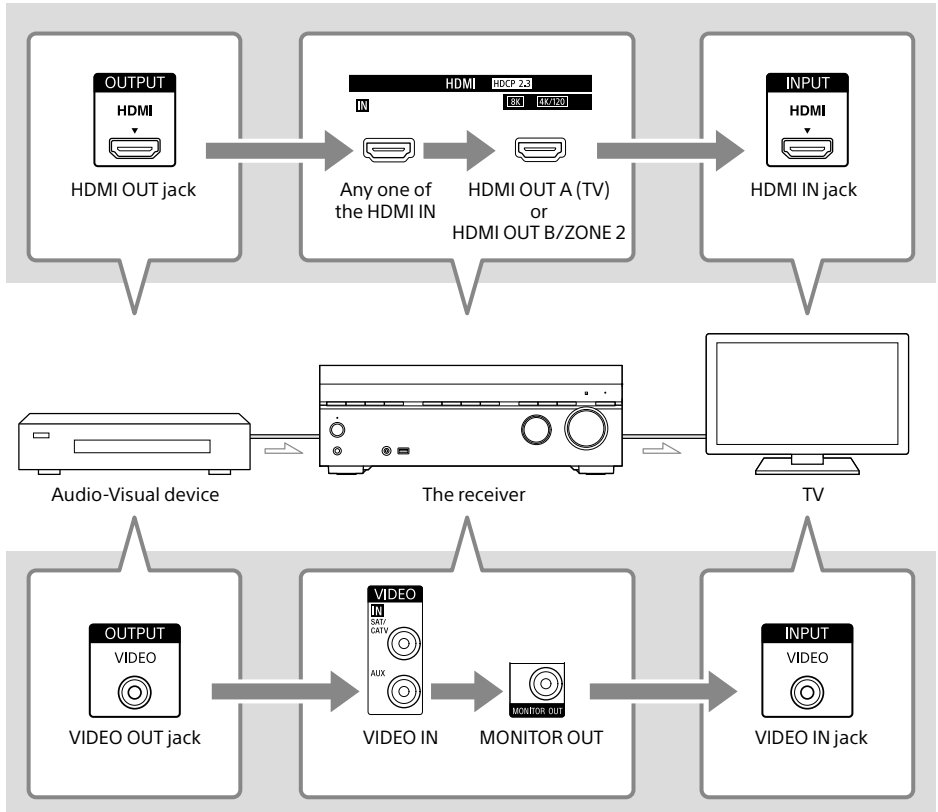 OUTPUT
HDMI
HDMI OUT jack
HDMI HDCP 2.3
IN 8K 4K/120
Any one of
the HDMI IN
HDMI OUT A (TV)
or
HDMI OUT B/ZONE 2
INPUT
HDMI
HDMI IN jack
Audio-Visual device
The receiver
TV
OUTPUT
VIDEO
VIDEO OUT jack
VIDEO
IN
SAT/
CATV
AUX
VIDEO IN
MONITOR OUT
MONITOR OUT
INPUT
VIDEO
VIDEO IN jack